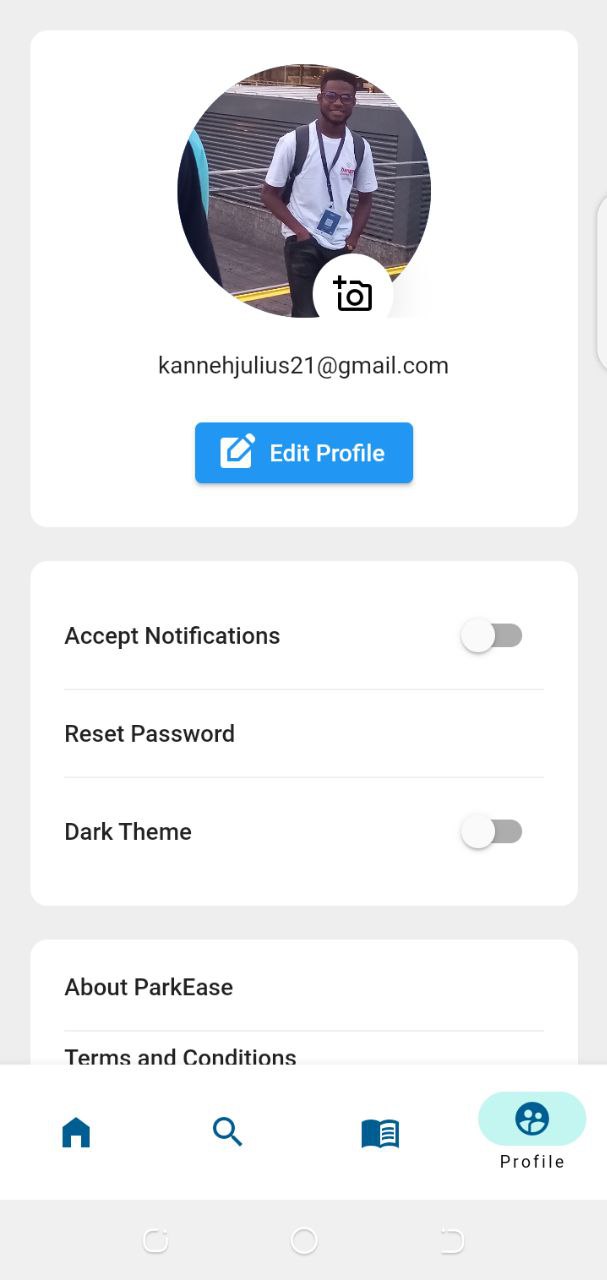 kannehjulius21@gmail.com
Edit Profile
Accept Notifications
Reset Password
Dark Theme
About ParkEase
Terms and Conditions
Profile